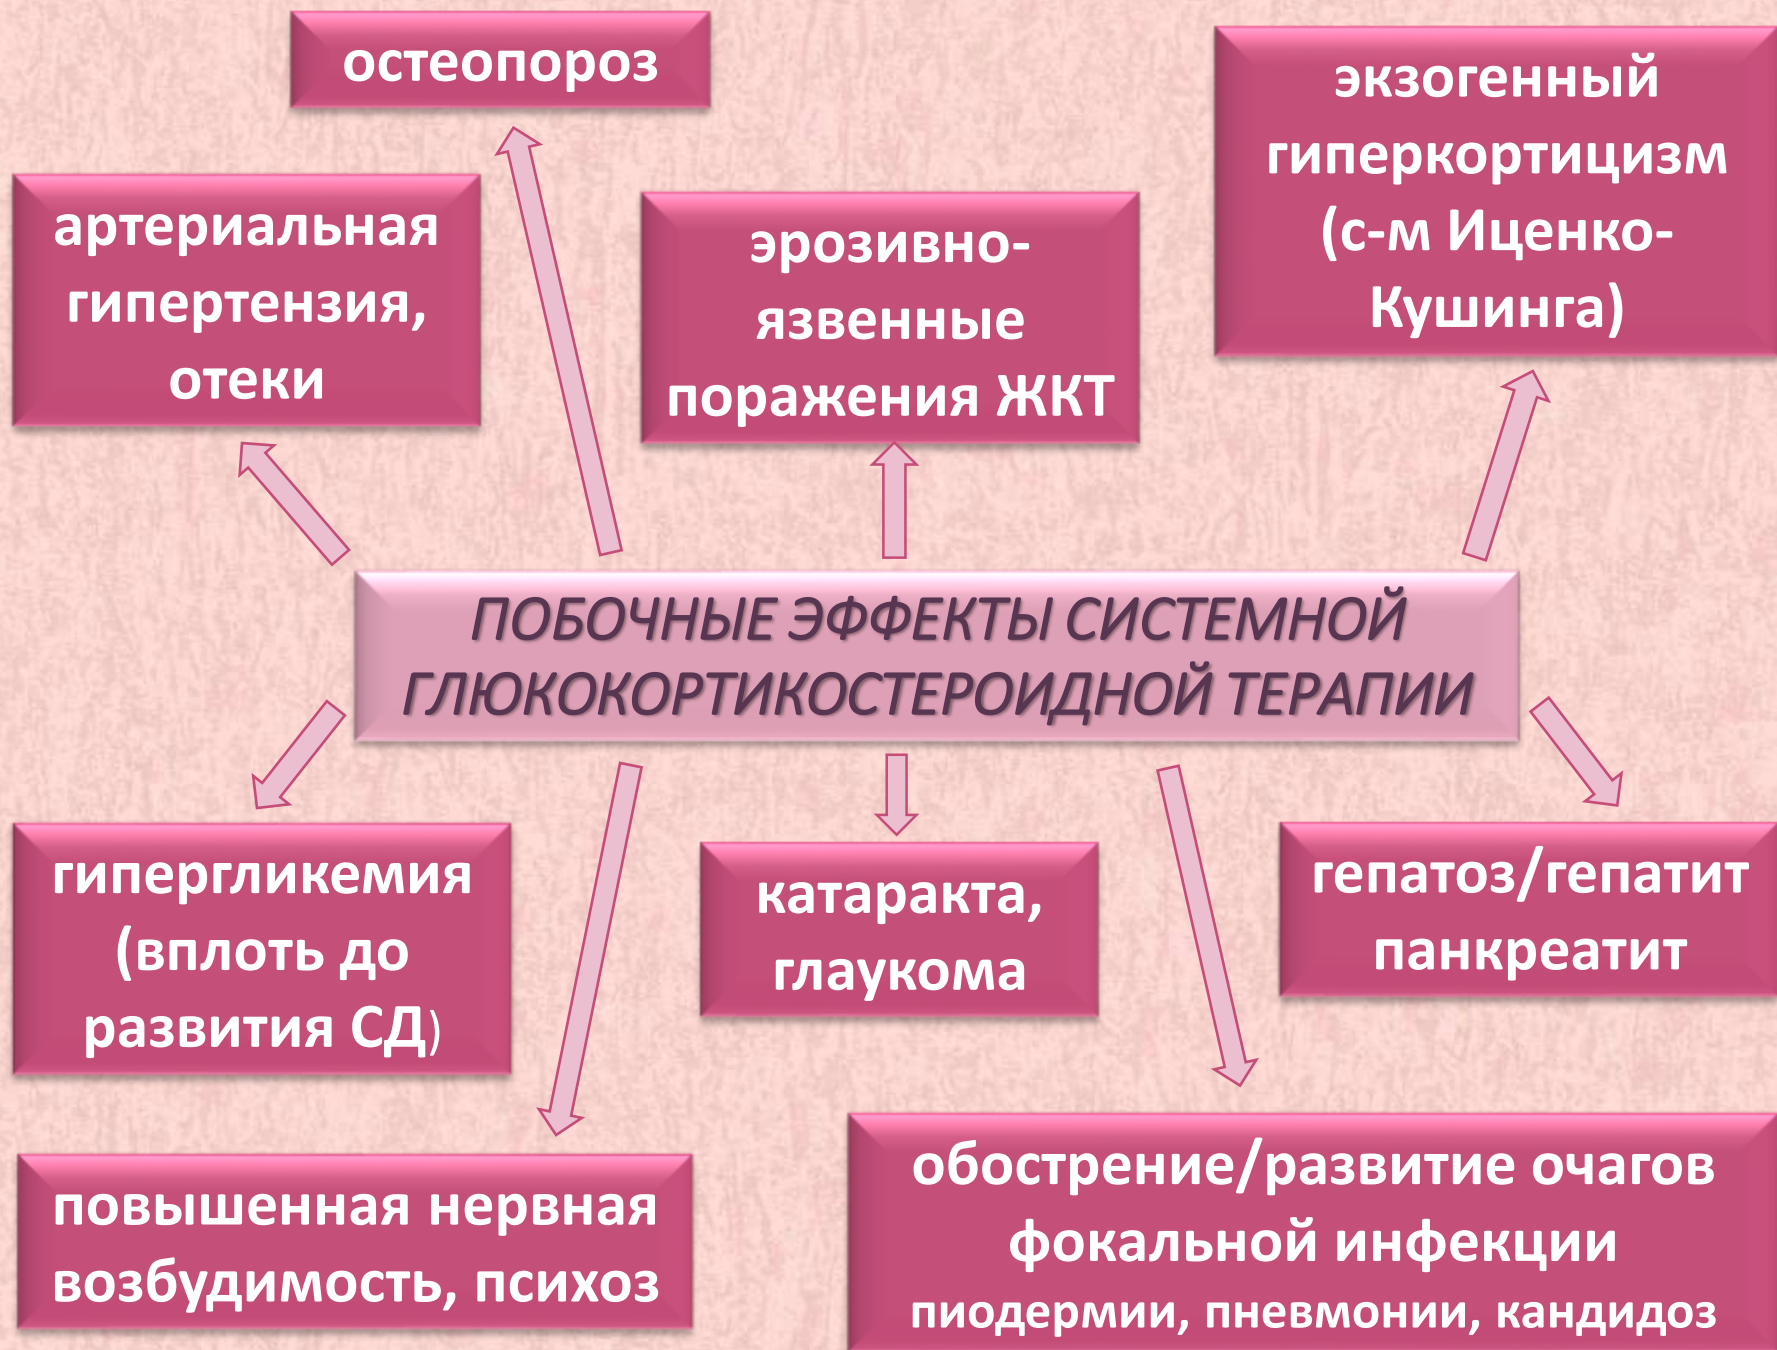 остеопороз
экзогенный
гиперкортицизм
(с-м Иценко-
Кушинга)
артериальная
гипертензия,
отеки
эрозивно-
язвенные
поражения ЖКТ
ПОБОЧНЫЕ ЭФФЕКТЫ СИСТЕМНОЙ
ГЛЮКОКОРТИКОСТЕРОИДНОЙ ТЕРАПИИ
гипергликемия
(вплоть до
развития СД)
катаракта,
глаукома
гепатоз/гепатит
панкреатит
повышенная нервная
возбудимость, психоз
обострение/развитие очагов
фокальной инфекции
пиодермии, пневмонии, кандидоз